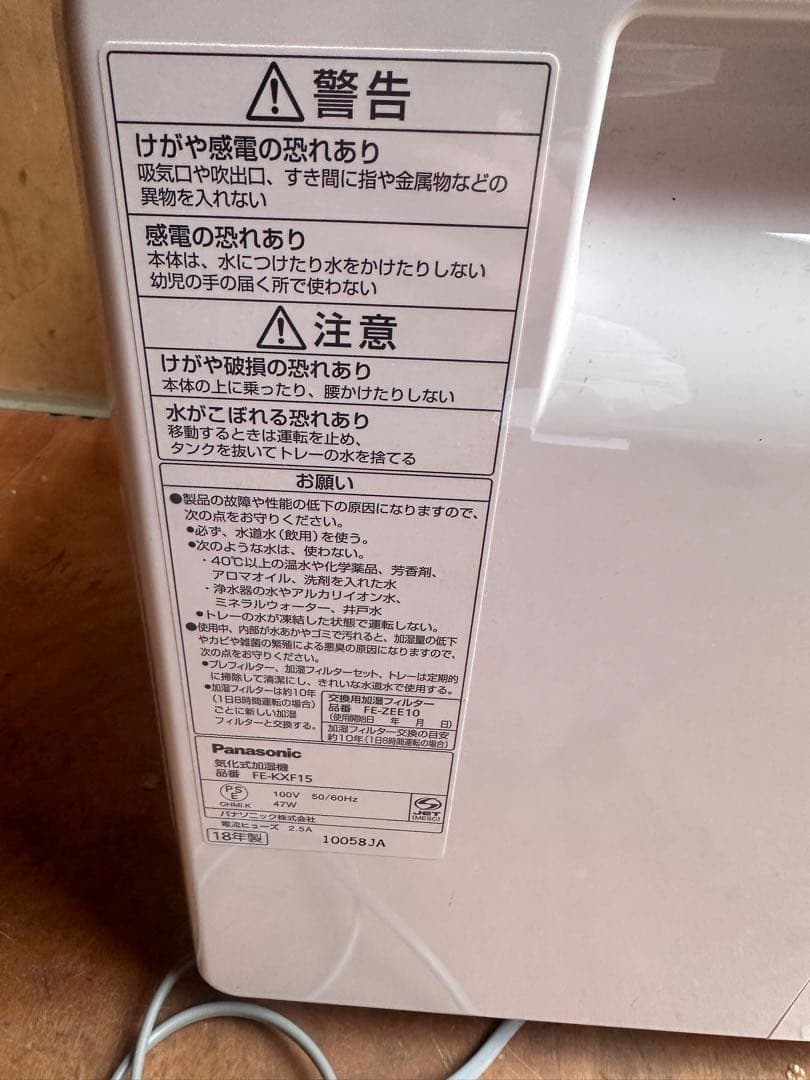 警告
けがや感電の恐れあり
吸気口や吹出口、すき間に指や金属物などの
異物を入れない
感電の恐れあり
本体は、水につけたり水をかけたりしない
幼児の手の届く所で使わない
注意
けがや破損の恐れあり
本体の上に乗ったり、腰かけたりしない
水がこぼれる恐れあり
移動するときは運転を止め、
タンクを抜いてトレーの水を捨てる
お願い
●製品の故障や性能の低下の原因になりますので、
次の点をお守りください。
●必ず、水道水(飲用)を使う。
●次のような水は、使わない。
・40℃以上の温水や化学薬品、芳香剤、
アロマオイル、洗剤を入れた水
・浄水器の水やアルカリイオン水、
ミネラルウォーター、井戸水
●トレーの水が凍結した状態で運転しない。
●使用中、内部が水あかやゴミで汚れると、加湿量の低下
やカビや雑菌の繁殖による悪臭の原因になりますので、
次の点をお守りください。
●プレフィルター、加湿フィルターセット、トレーは定期的
に掃除して清潔にし、きれいな水道水で使用する。
●加湿フィルターは約10年
(1日8時間運転の場合)
ごとに新しい加湿
フィルターと交換する。
交換用加湿フィルター
品番 FE-ZEE10
(使用開始日 年 月 日)
加湿フィルター交換の目安
約10年(1日8時間運転の場合)
Panasonic
気化式加湿機
品番 FE-KXF15
PS
E
OHMI.K
100V 50/60Hz
47W
JET
(MESC)
パナソニック株式会社
電流ヒューズ 2.5A
18年製
10058JA